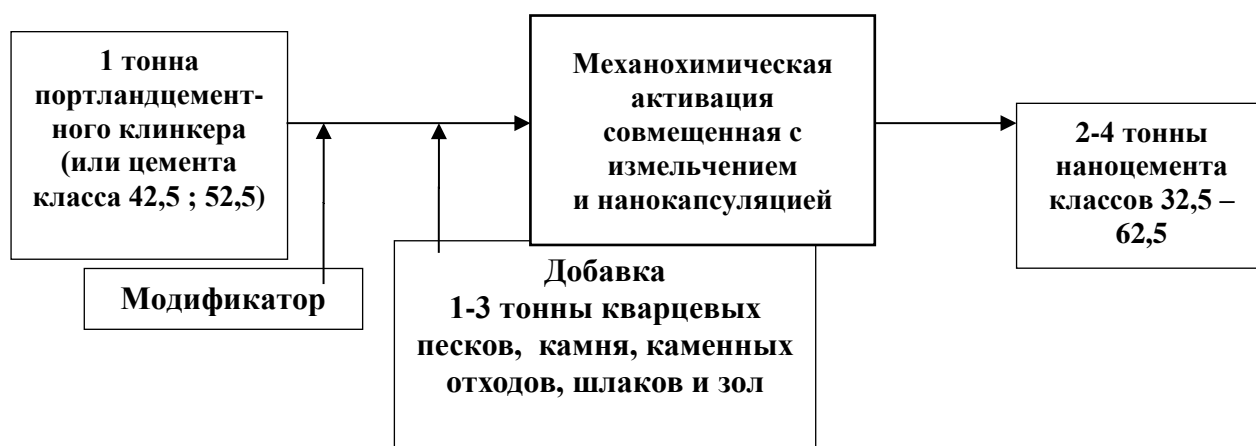 1 тонна
портландцемент-
ного клинкера
(или цемента
класса 42,5 ; 52,5)
Модификатор
Добавка
1-3 тонны кварцевых
песков, камня, каменных
отходов, шлаков и зол
Механохимическая
активация
совмещенная с
измельчением
и нанокапсуляцией
2-4 тонны
наноцемента
классов 32,5 –
62,5